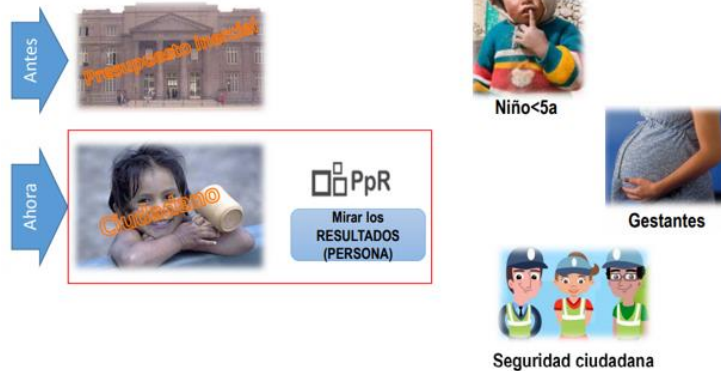 Antes
Presupuesto Inercial
Ahora
Ciudadano
PpR
Mirar los
RESULTADOS
(PERSONA)
Niño<5a
Gestantes
Seguridad ciudadana